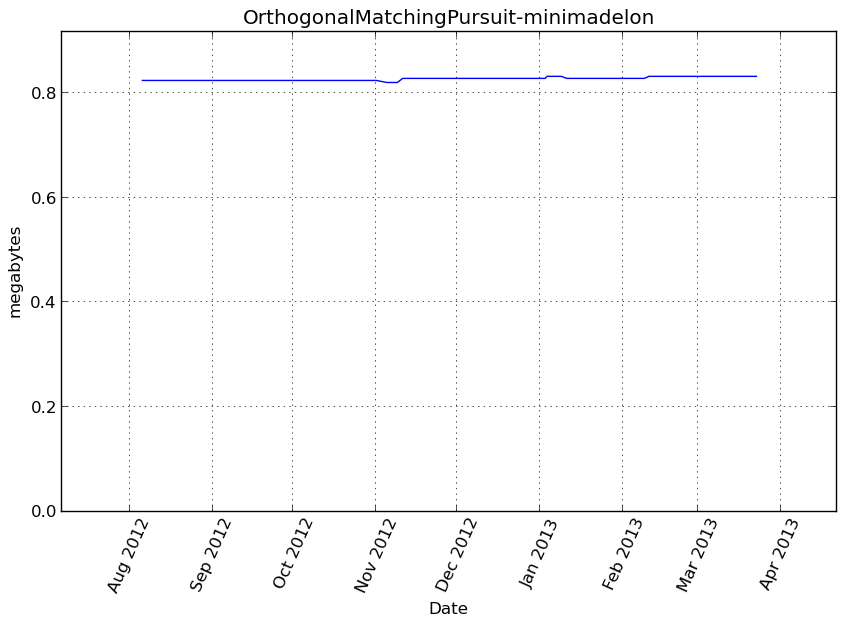 OrthogonalMatchingPursuit-minimadelon
megabytes
0.8
0.6
0.4
0.2
0.0
Aug 2012
Sep 2012
Oct 2012
Nov 2012
Dec 2012
Jan 2013
Feb 2013
Mar 2013
Apr 2013
Date